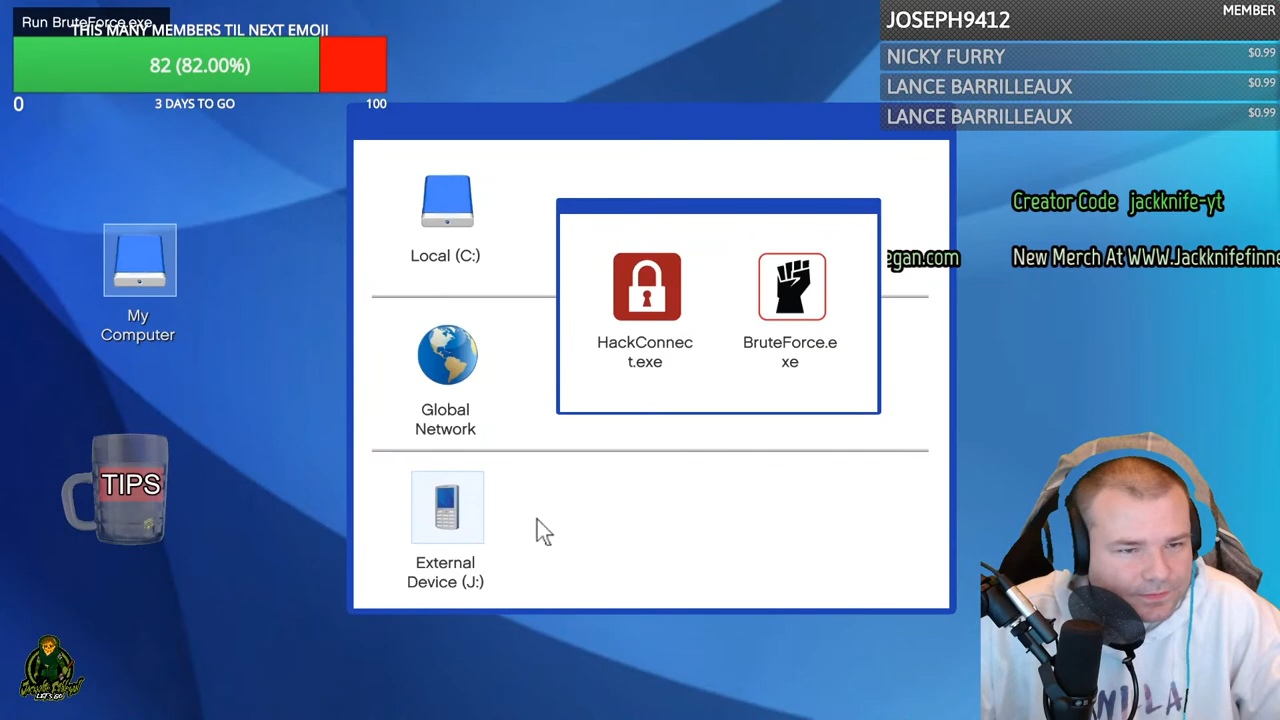 Run BruteForce.exe.
THIS MANY MEMBERS TIL NEXT EMOJI
82 (82.00%)
0
3 DAYS TO GO
100
JOSEPH9412
MEMBER
NICKY FURRY
$0.99
LANCE BARRILLEAUX
$0.99
LANCE BARRILLEAUX
$0.99
Creator Code jackknife-yt
egan.com
New Merch At WWW.Jackknifefinne
My
Computer
TIPS
Local (C:)
Global
Network
External
Device (J:)
HackConnec
t.exe
BruteForce.e
xe
LET'S GO